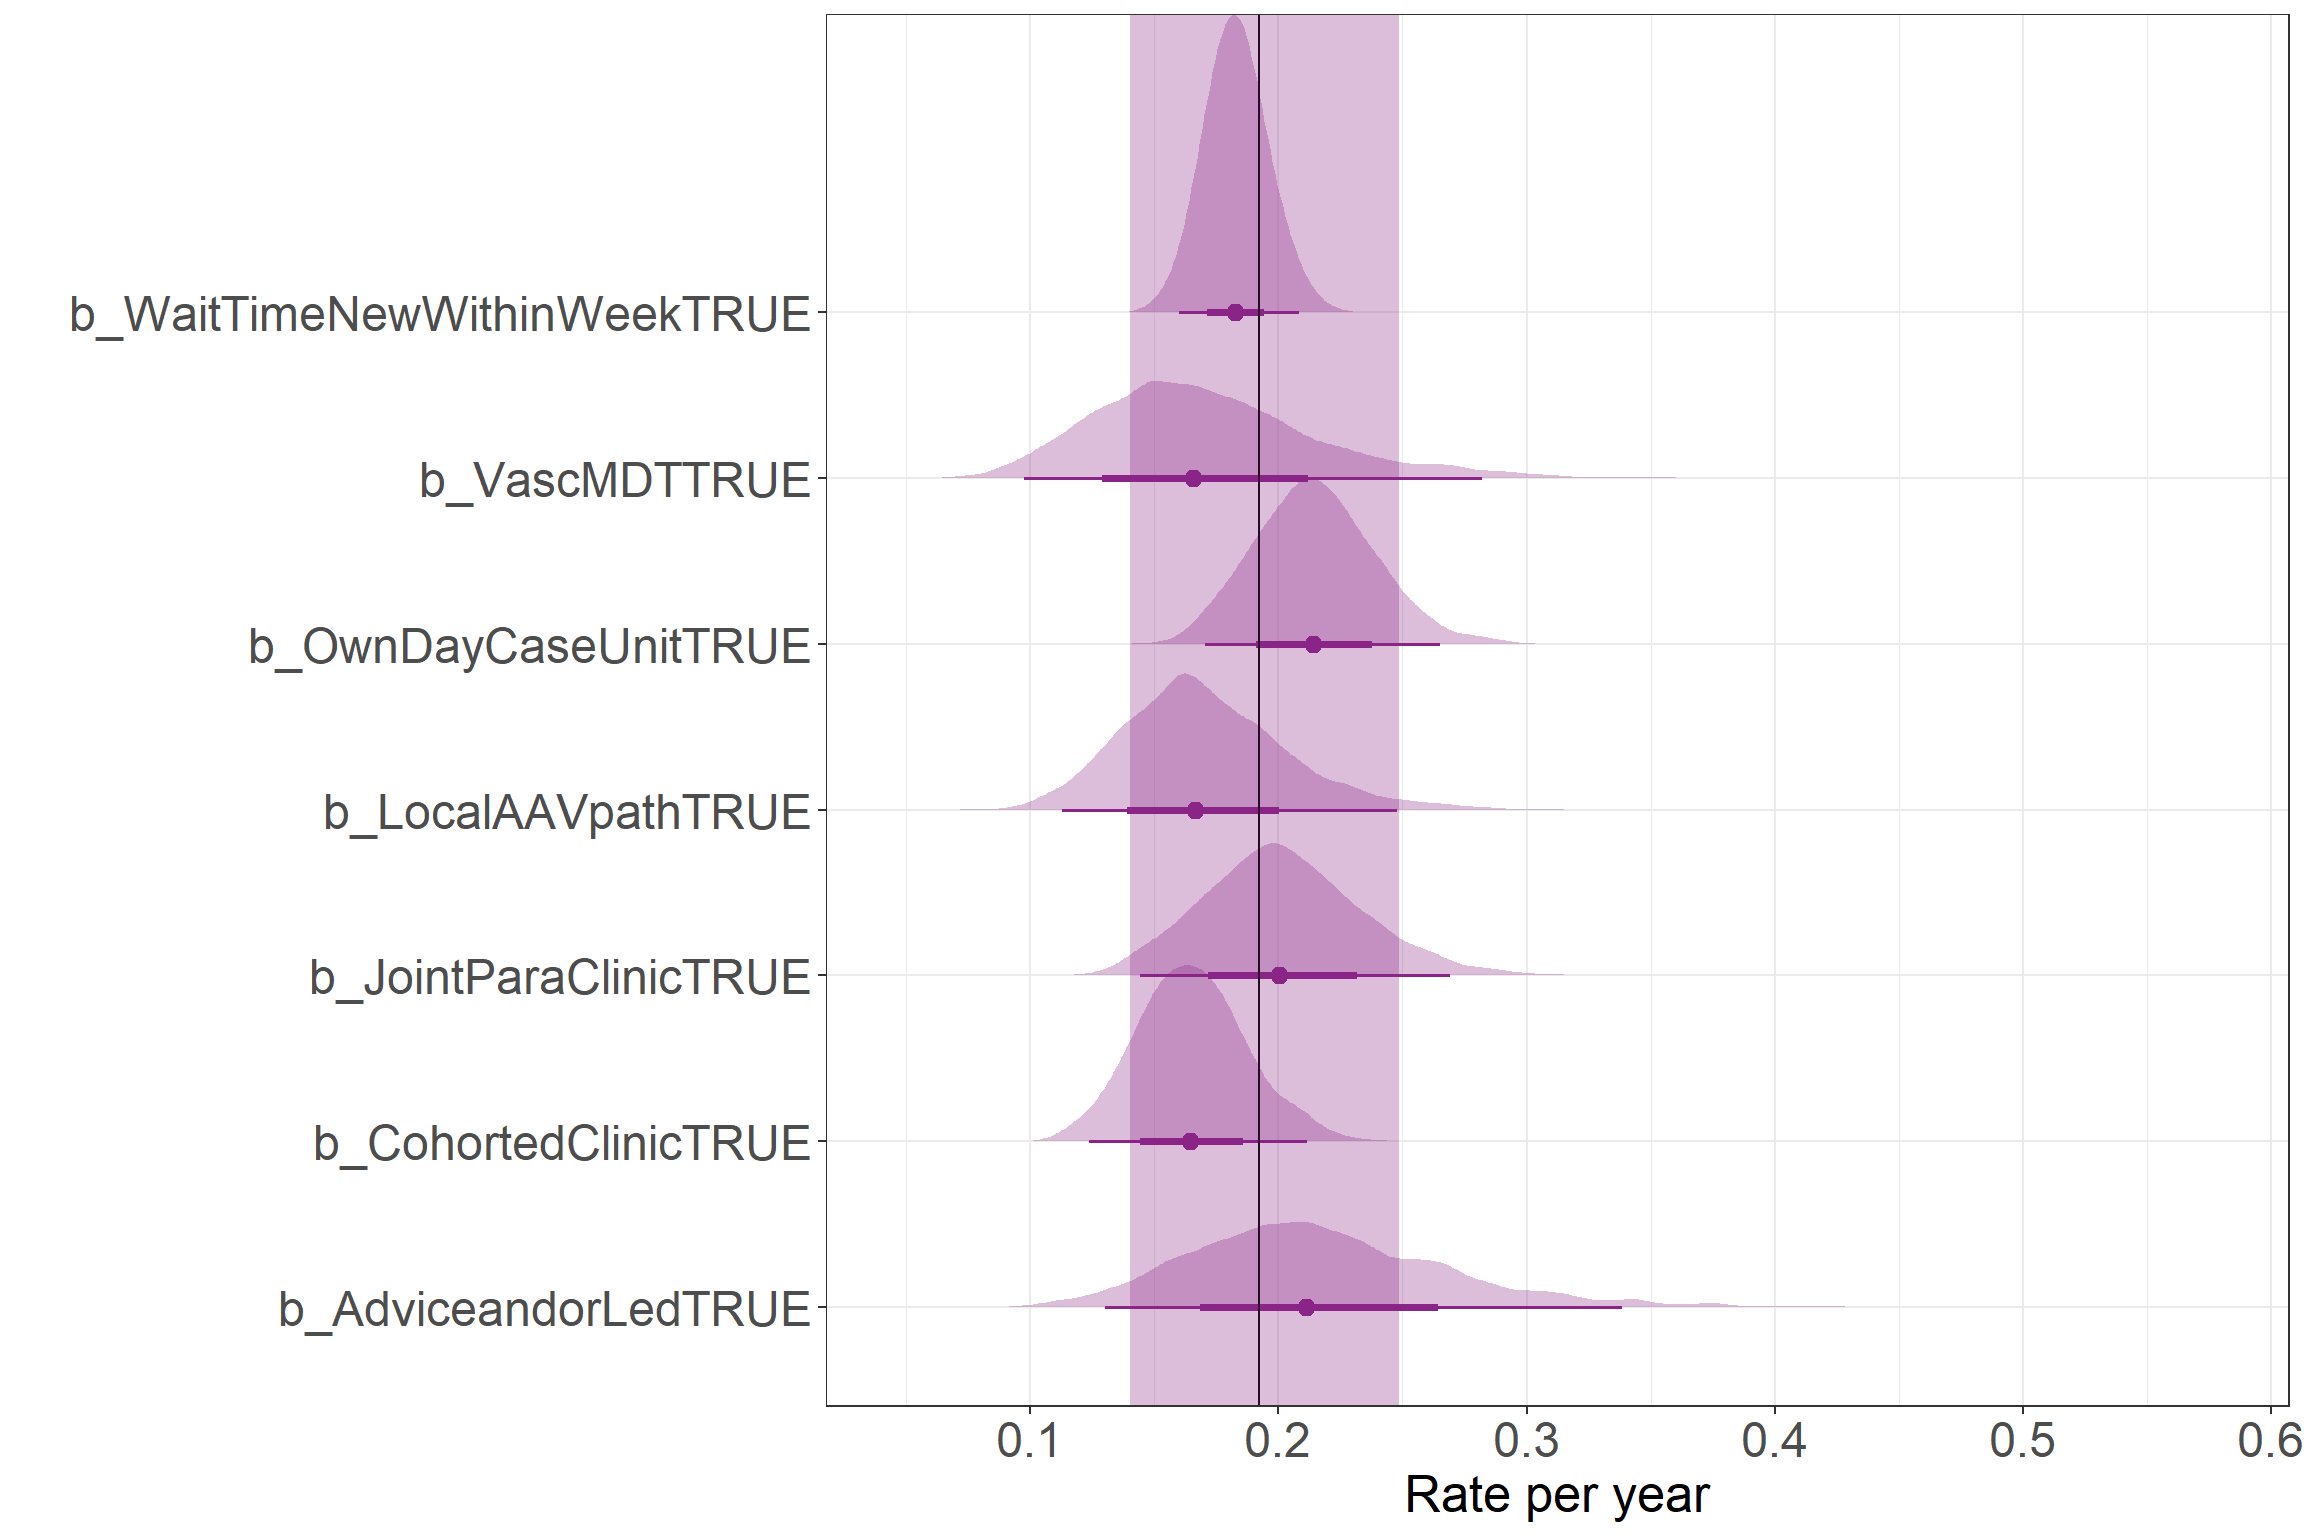 b_WaitTimeNewWithinWeekTRUE
b_VascMDTTRUE
b_OwnDayCaseUnitTRUE
b_LocalAAVpathTRUE
b_JointParaClinicTRUE
b_CohortedClinicTRUE
b_AdviceandorLedTRUE
0.1 0.2 0.3 0.4 0.5 0.6
Rate per year